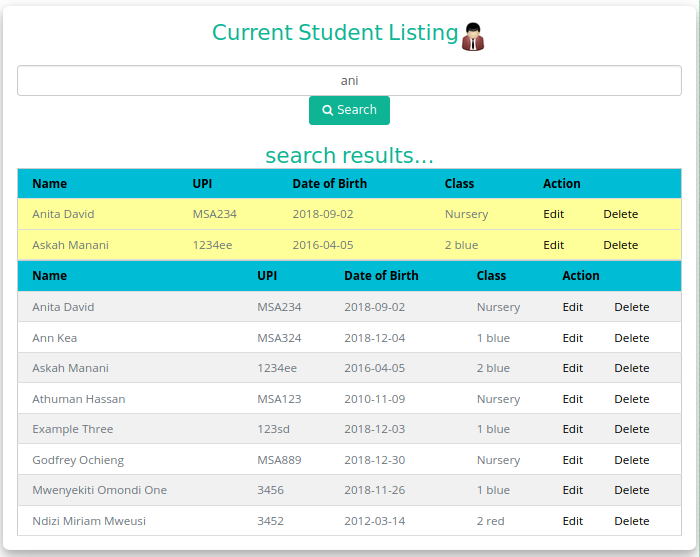 Current Student Listing
ani
Search
search results...
Name UPI Date of Birth Class Action
Anita David MSA234 2018-09-02 Nursery Edit Delete
Askah Manani 1234ee 2016-04-05 2 blue Edit Delete
Name UPI Date of Birth Class Action
Anita David MSA234 2018-09-02 Nursery Edit Delete
Ann Kea MSA324 2018-12-04 1 blue Edit Delete
Askah Manani 1234ee 2016-04-05 2 blue Edit Delete
Athuman Hassan MSA123 2010-11-09 Nursery Edit Delete
Example Three 123sd 2018-12-03 1 blue Edit Delete
Godfrey Ochieng MSA889 2018-12-30 Nursery Edit Delete
Mwenyekiti Omondi One 3456 2018-11-26 1 blue Edit Delete
Ndizi Miriam Mweusi 3452 2012-03-14 2 red Edit Delete